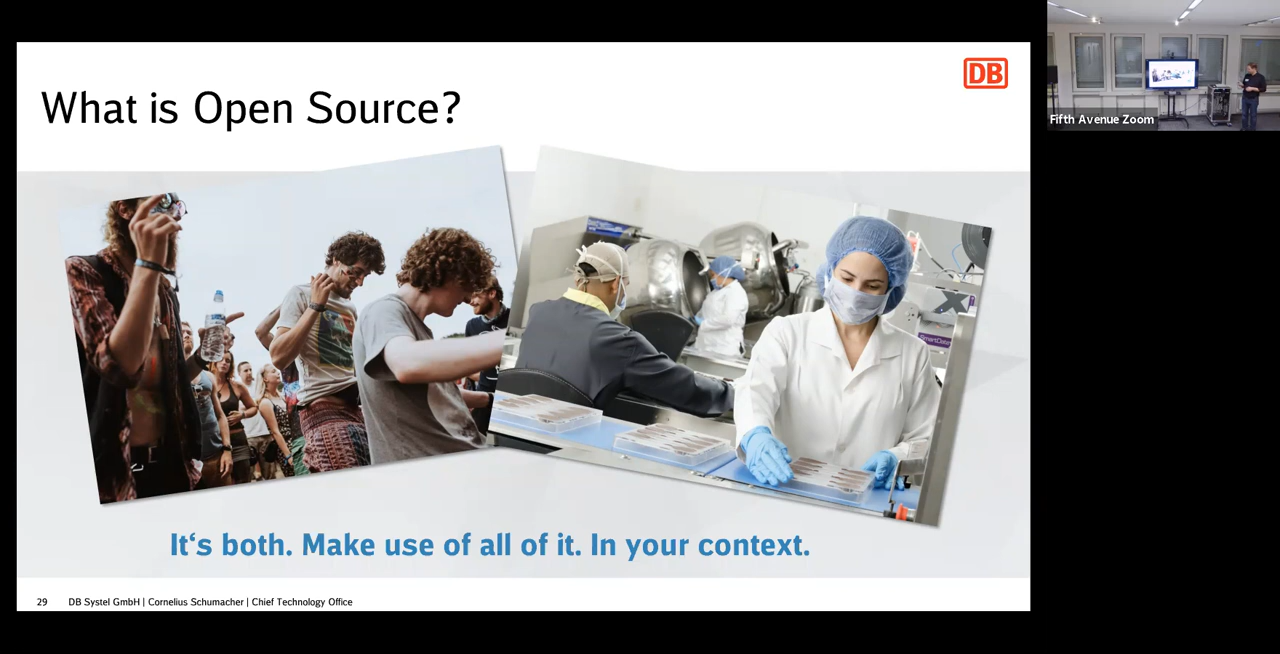 DB
What is Open Source?
SmartDate
It‘s both. Make use of all of it. In your context.
29 DB Systel GmbH | Cornelius Schumacher | Chief Technology Office
Fifth Avenue Zoom